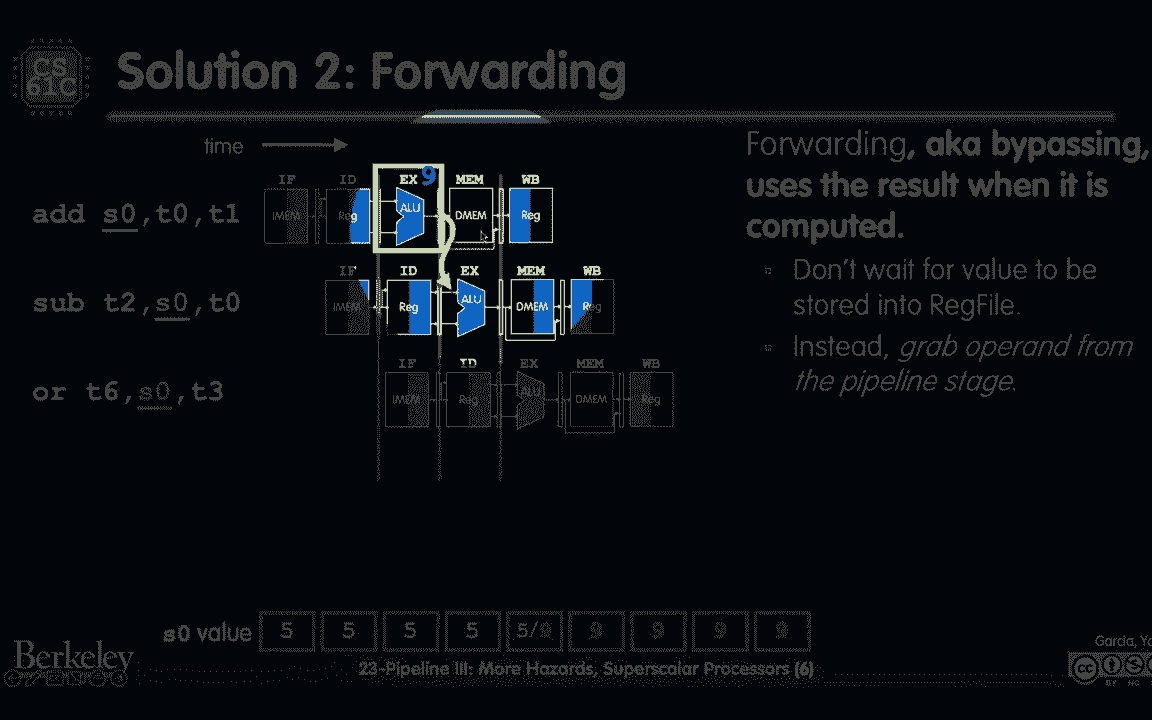 CS
61C
Solution 2: Forwarding
time
Forwarding, aka bypassing,
uses the result when it is
computed.
▫ Don't wait for value to be
stored into RegFile.
▫ Instead, grab operand from
the pipeline stage.
IF ID EX 9 MEM WB
add s0,t0,t1
IMEM Reg ALU DMEM Reg
IF ID EX MEM WB
sub t2,s0,t0
IMEM Reg ALU DMEM Reg
IF ID EX MEM WB
or t6,s0,t3
IMEM Reg ALU DMEM Reg
s0 value 5 5 5 5 5/9 9 9 9 9
Berkeley
23-Pipeline III: More Hazards, Superscalar Processors (6)
Garcia,
cc
BY NC